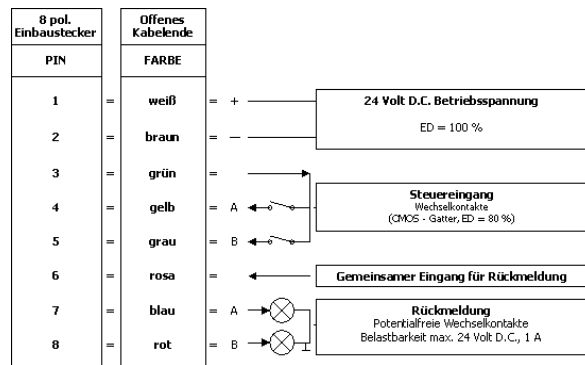 8 pol. Einbaustecker
Offenes Kabelende
PIN
FARBE
1 = weiß = +
24 Volt D.C. Betriebsspannung
ED = 100 %
2 = braun = −
3 = grün =
4 = gelb = A
Steuereingang
Wechselkontakte
(CMOS - Gatter, ED = 80 %)
5 = grau = B
6 = rosa =
Gemeinsamer Eingang für Rückmeldung
7 = blau = A
Rückmeldung
Potentialfreie Wechselkontakte
Belastbarkeit max. 24 Volt D.C., 1 A
8 = rot = B